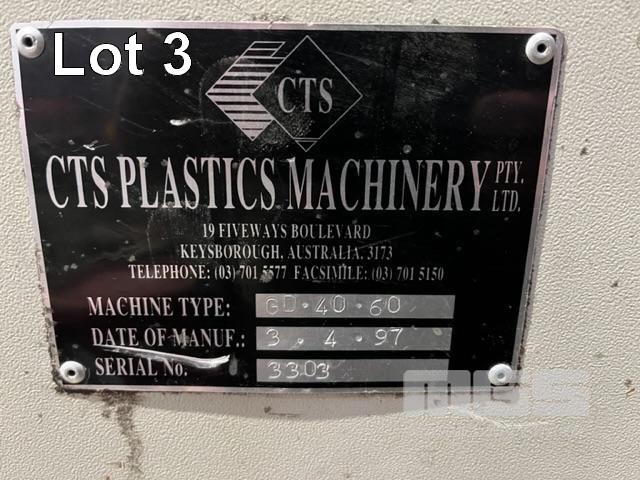 Lot 3
CTS
CTS PLASTICS MACHINERY PTY. LTD.
19 FIVEWAYS BOULEVARD
KEYSBOROUGH, AUSTRALIA, 3173
TELEPHONE: (03) 701 5577 FACSIMILE: (03) 701 5150
MACHINE TYPE: GD·40·60
DATE OF MANUF.: 3 . 4 . 97
SERIAL No. 3303